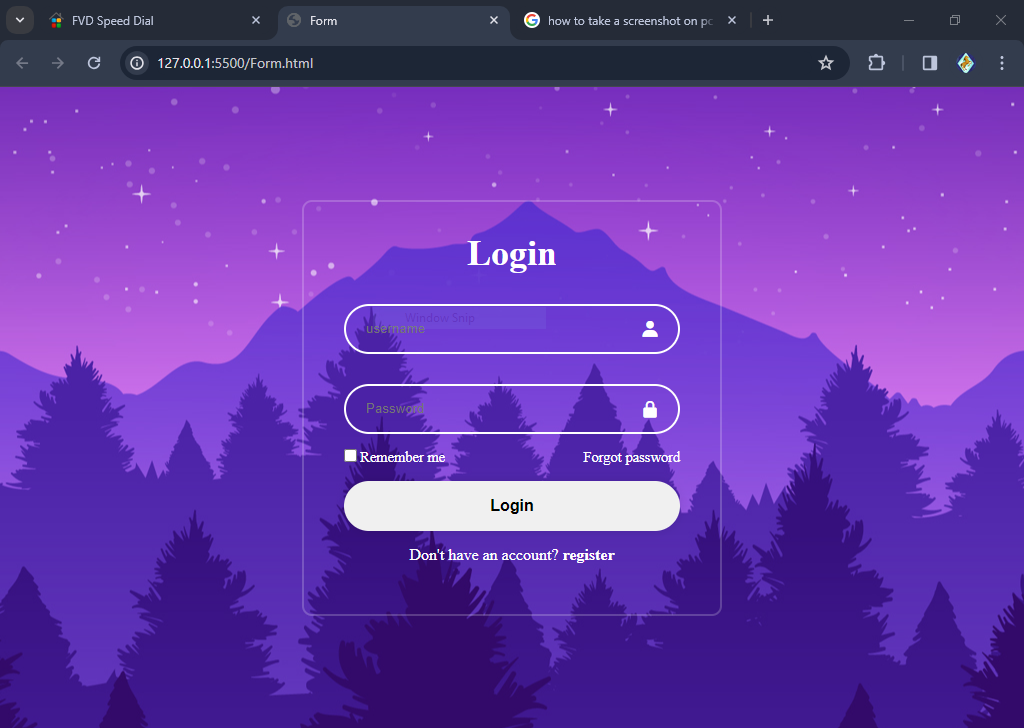 FVD Speed Dial
Form
how to take a screenshot on pc
127.0.0.1:5500/Form.html
Login
Window Snip
username
Password
Remember me
Forgot password
Login
Don't have an account? register